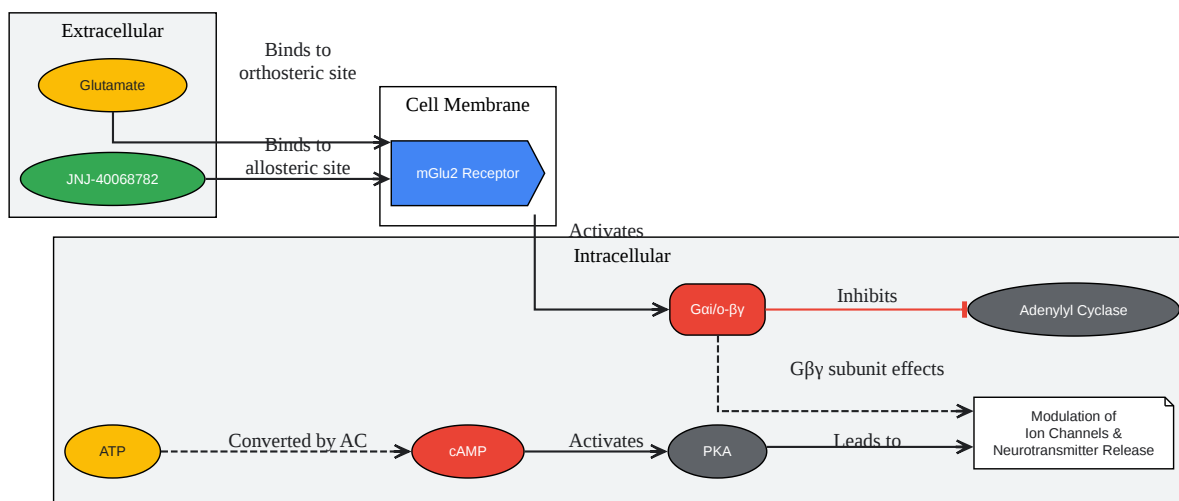 Extracellular
Glutamate
Binds to
orthosteric site
Cell Membrane
JNJ-40068782
Binds to
allosteric site
mGlu2 Receptor
Activates
Intracellular
Gαi/o-βγ
Inhibits
Adenylyl Cyclase
Gβγ subunit effects
ATP
Converted by AC
cAMP
Activates
PKA
Leads to
Modulation of
Ion Channels &
Neurotransmitter Release